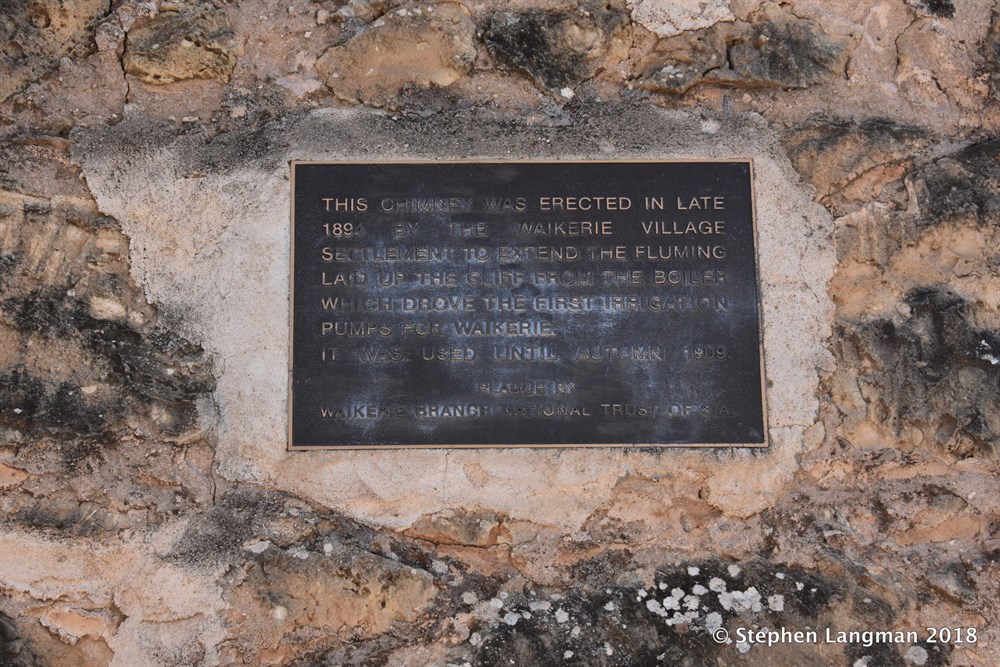 THIS CHIMNEY WAS ERECTED IN LATE
1894 BY THE WAIKERIE VILLAGE
SETTLEMENT TO EXTEND THE FLUMING
LAID UP THE CLIFF FROM THE BOILER
WHICH DROVE THE FIRST IRRIGATION
PUMPS FOR WAIKERIE.
IT WAS USED UNTIL AUTUMN 1909.
PLAQUE BY
WAIKERIE BRANCH NATIONAL TRUST OF S.A.
© Stephen Langman 2018